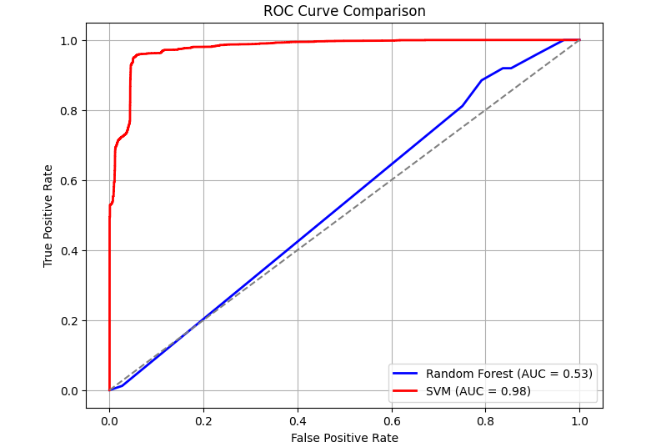 ROC Curve Comparison
True Positive Rate
1.0
0.8
0.6
0.4
0.2
0.0
Random Forest (AUC = 0.53)
SVM (AUC = 0.98)
0.0 0.2 0.4 0.6 0.8 1.0
False Positive Rate